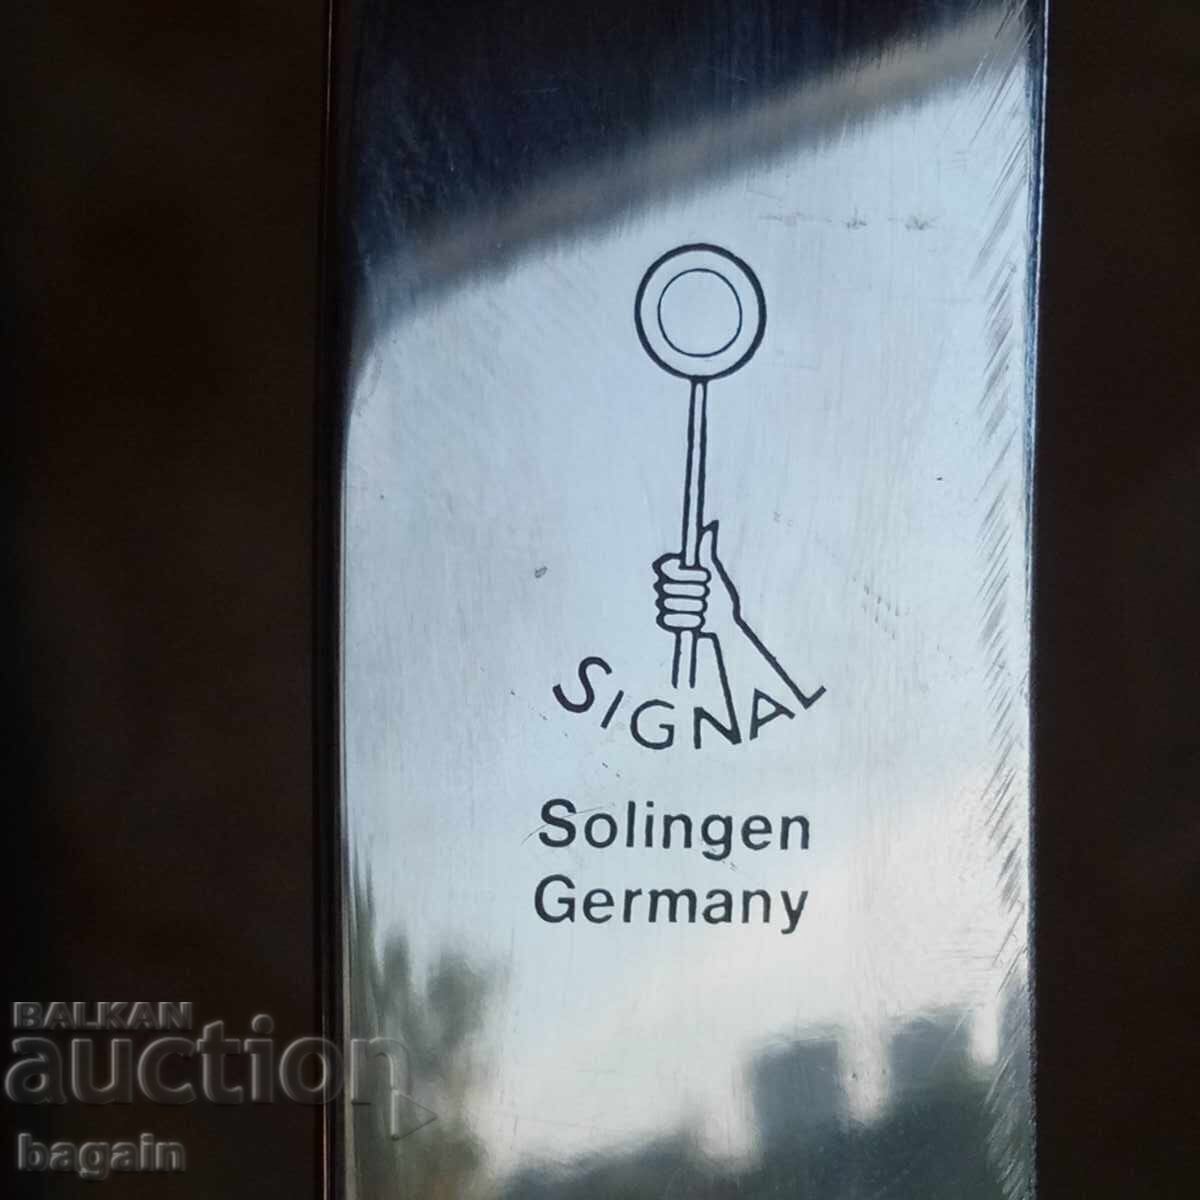 SIGNAL
Solingen
Germany
BALKAN
auction
bagain